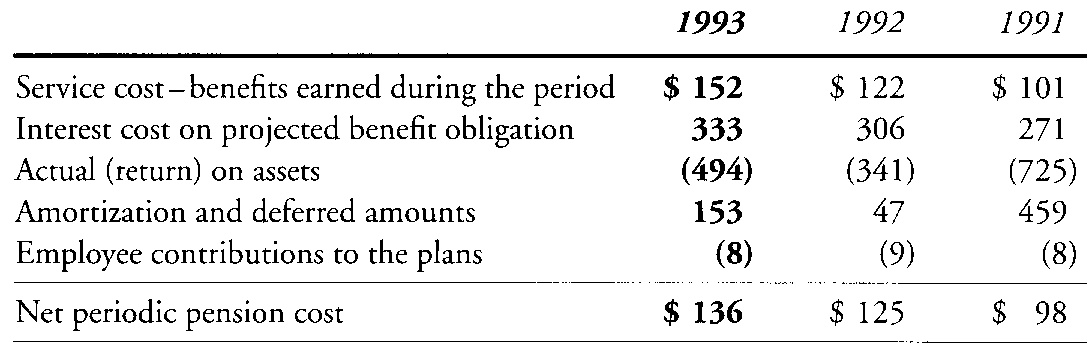 1993 1992 1991
Service cost–benefits earned during the period $ 152 $ 122 $ 101
Interest cost on projected benefit obligation 333 306 271
Actual (return) on assets (494) (341) (725)
Amortization and deferred amounts 153 47 459
Employee contributions to the plans (8) (9) (8)
Net periodic pension cost $ 136 $ 125 $ 98